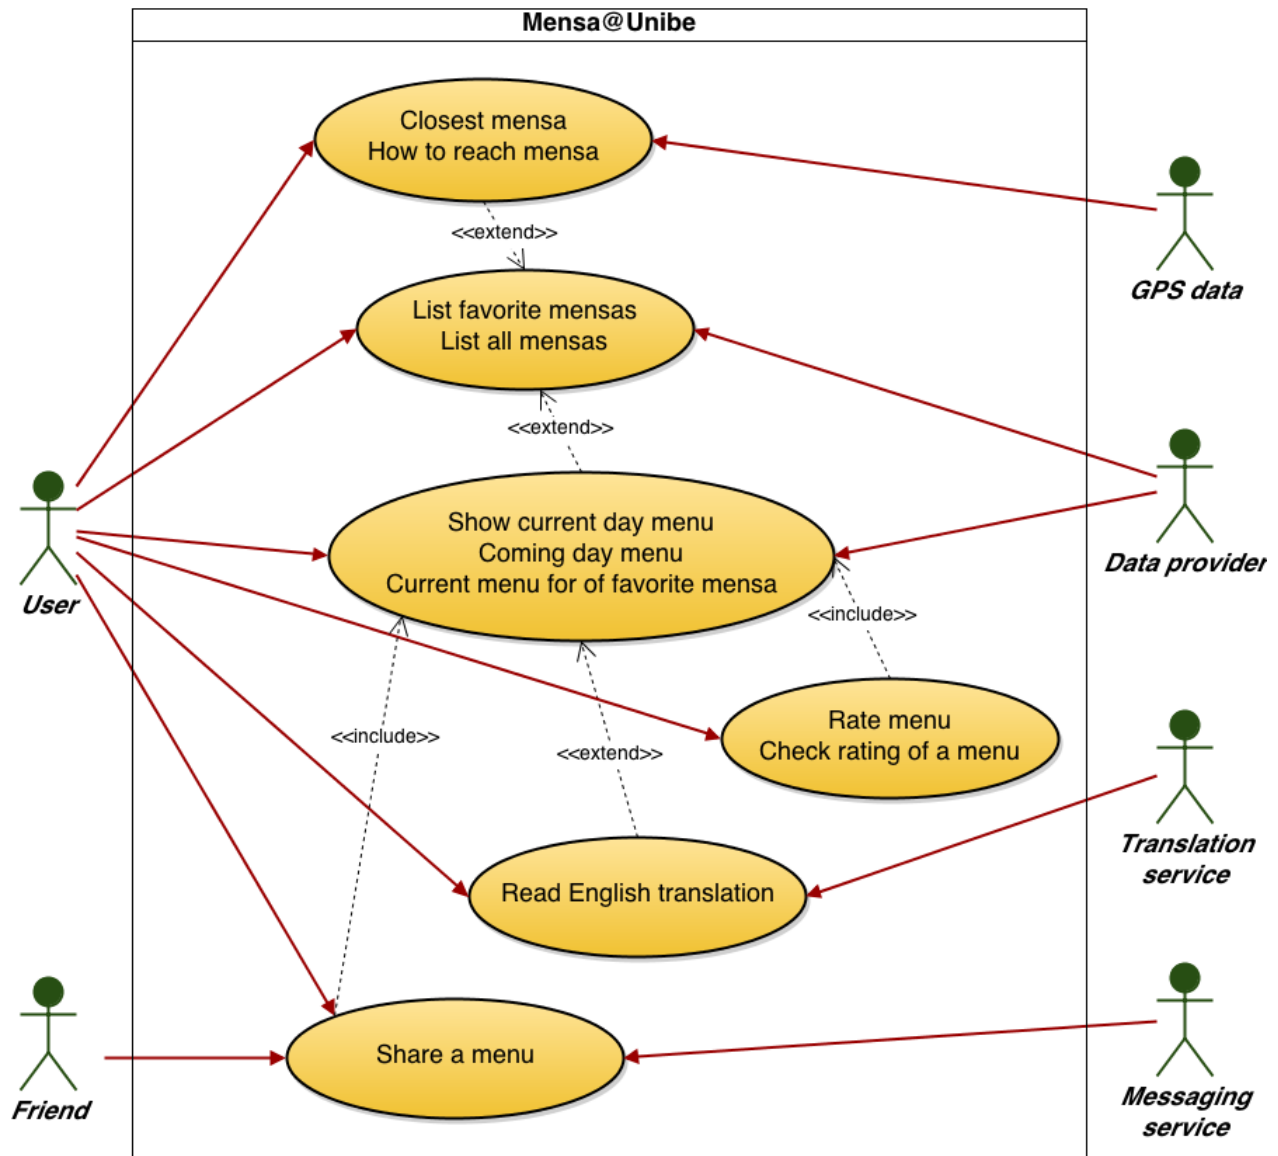 Mensa@Unibe
Closest mensa
How to reach mensa
<<extend>>
GPS data
List favorite mensas
List all mensas
<<extend>>
Show current day menu
Coming day menu
Current menu for of favorite mensa
Data provider
User
<<include>>
Rate menu
Check rating of a menu
<<include>>
<<extend>>
Translation
service
Read English translation
Share a menu
Friend
Messaging
service